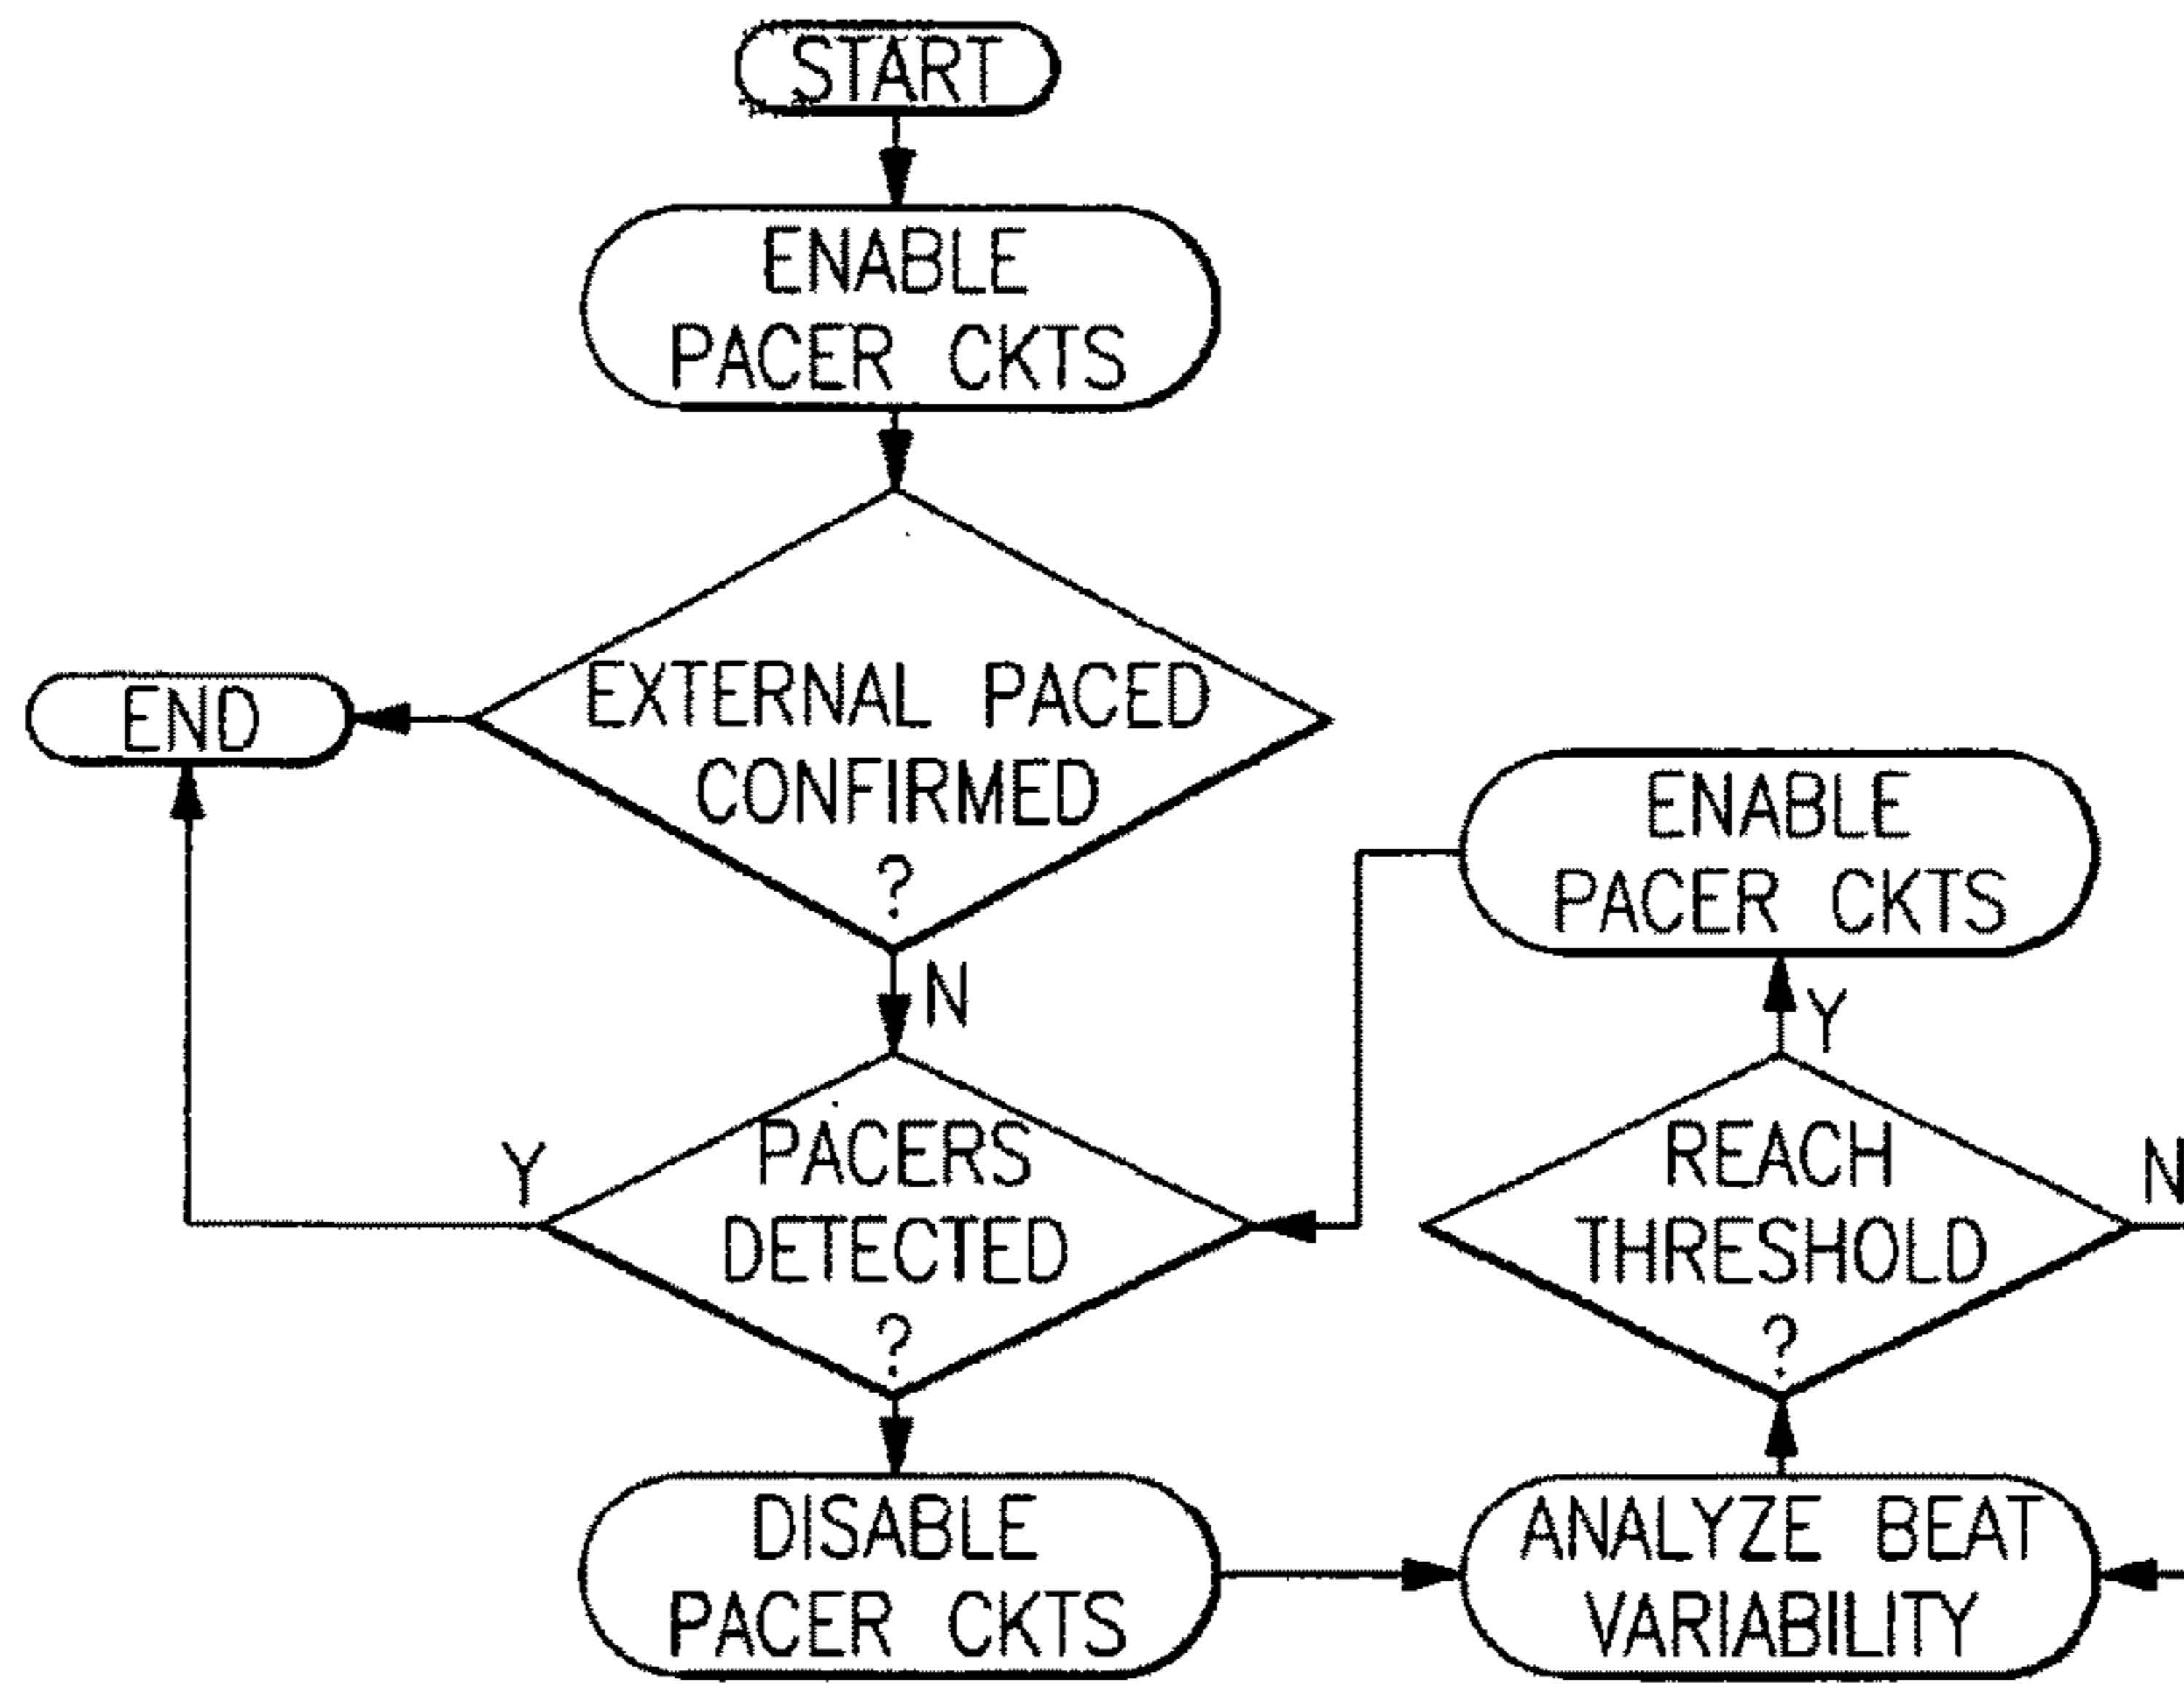 START
ENABLE
PACER CKTS
EXTERNAL PACED
CONFIRMED
?
END
N
ENABLE
PACER CKTS
Y
PACERS
DETECTED
?
Y
REACH
THRESHOLD
?
N
DISABLE
PACER CKTS
ANALYZE BEAT
VARIABILITY